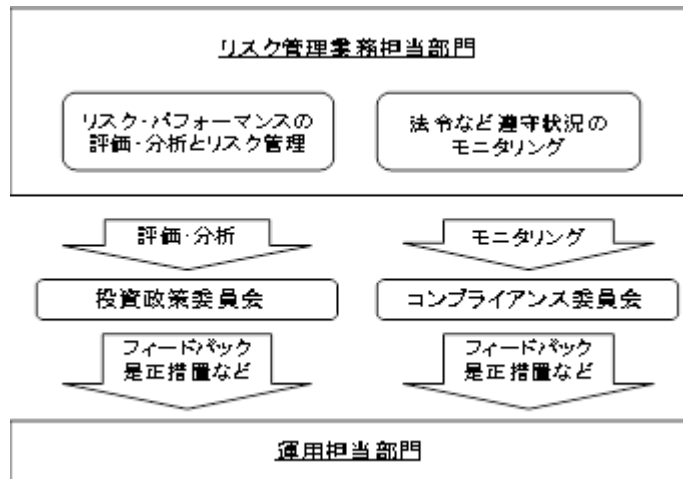 リスク管理業務担当部門
リスク・パフォーマンスの
評価・分析とリスク管理
法令など遵守状況の
モニタリング
評価・分析
モニタリング
投資政策委員会
コンプライアンス委員会
フィードバック
是正措置など
フィードバック
是正措置など
運用担当部門